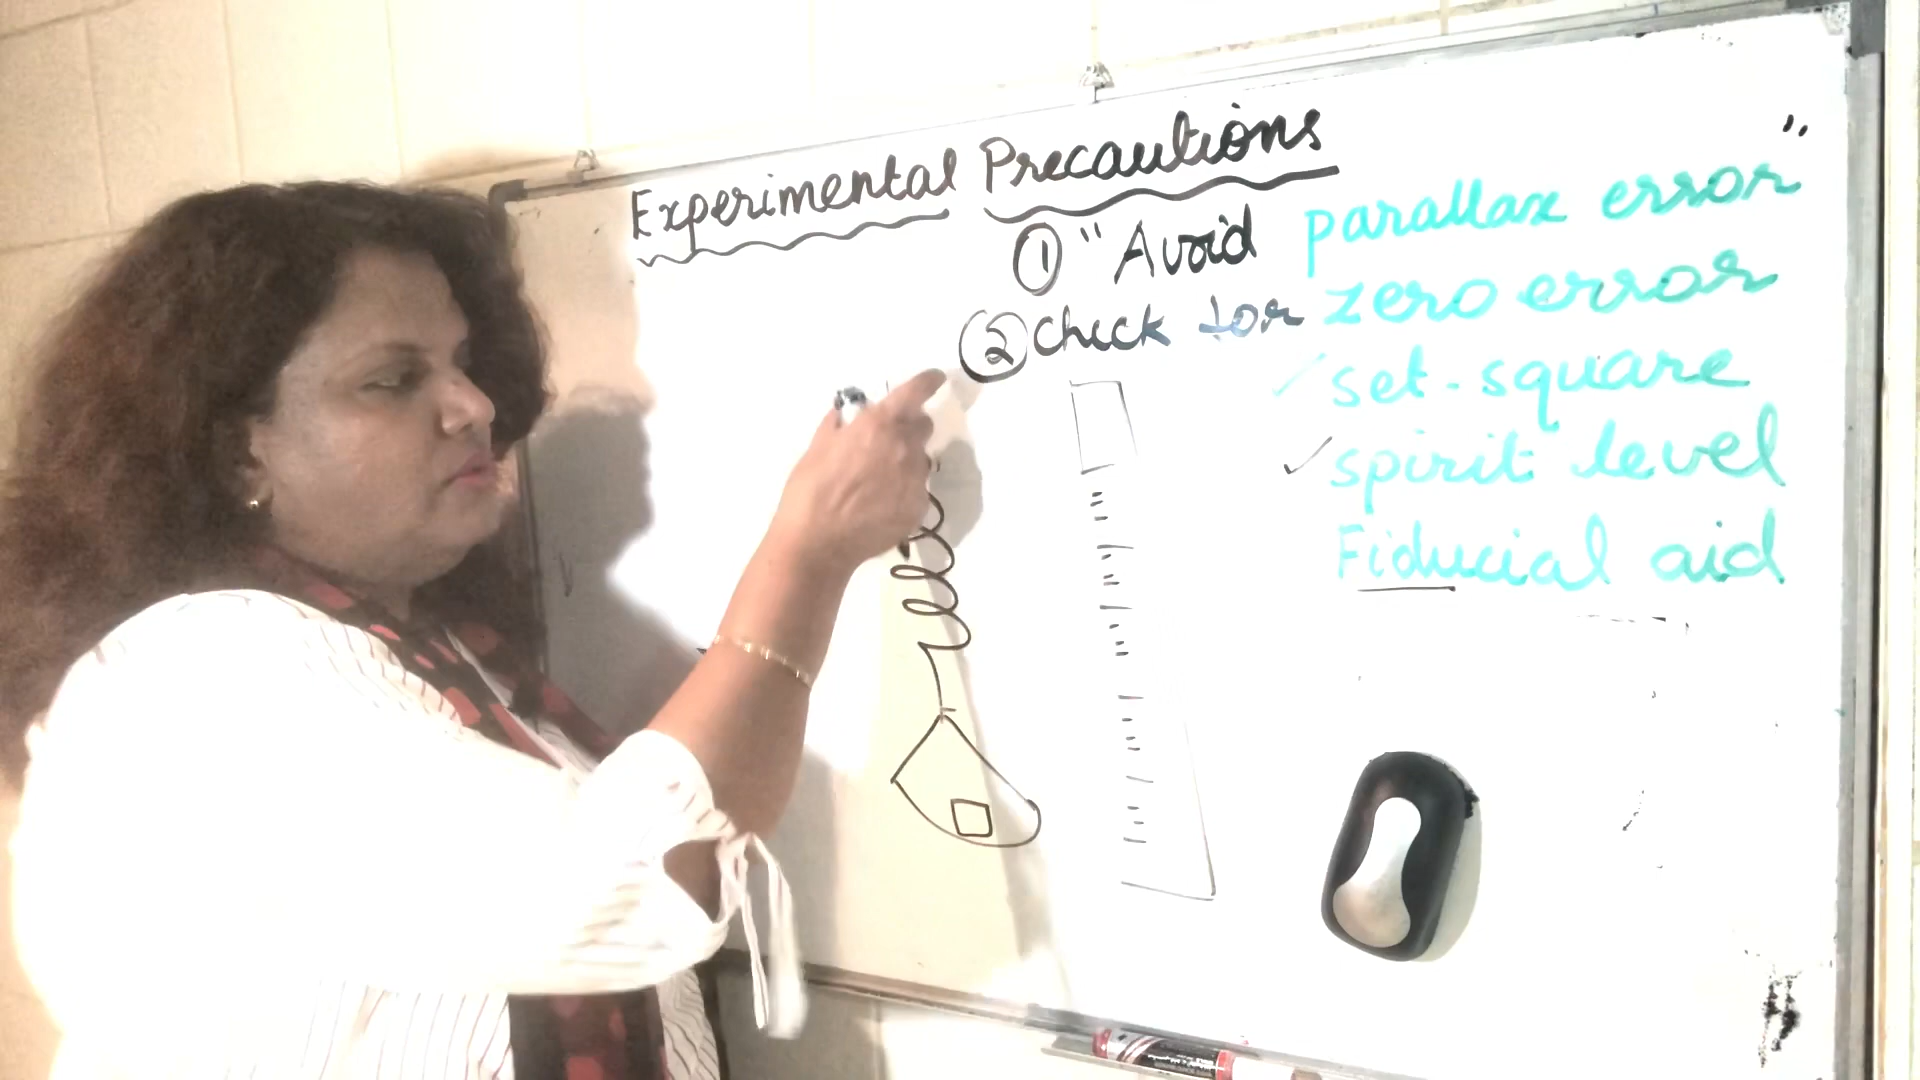 Experimental Precautions
① "Avoid parallax error"
② Check for zero error
✓ set-square
✓ spirit level
Fiducial aid